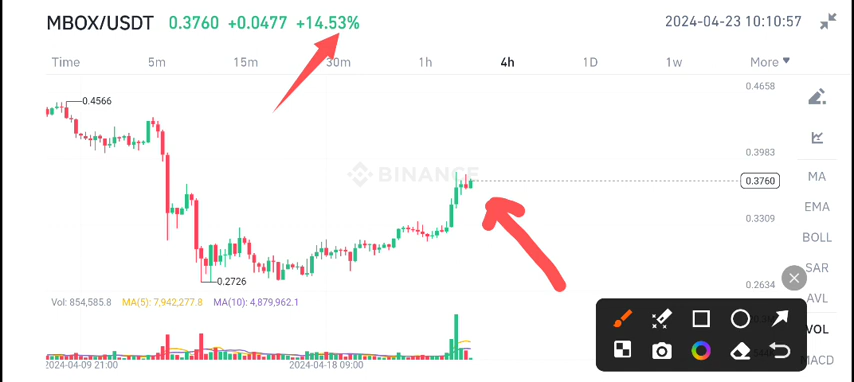 MBOX/USDT 0.3760 +0.0477 +14.53% 2024-04-23 10:10:57
Time 5m 15m 30m 1h 4h 1D 1w More
0.4658
0.4566
0.3983
BINANCE
MA
0.3760
EMA
0.3309
BOLL
SAR
0.2726
0.2634
AVL
Vol: 854,585.8 MA(5): 7,942,277.8 MA(10): 4,879,962.1
VOL
MACD
2024-04-09 21:00 2024-04-18 09:00